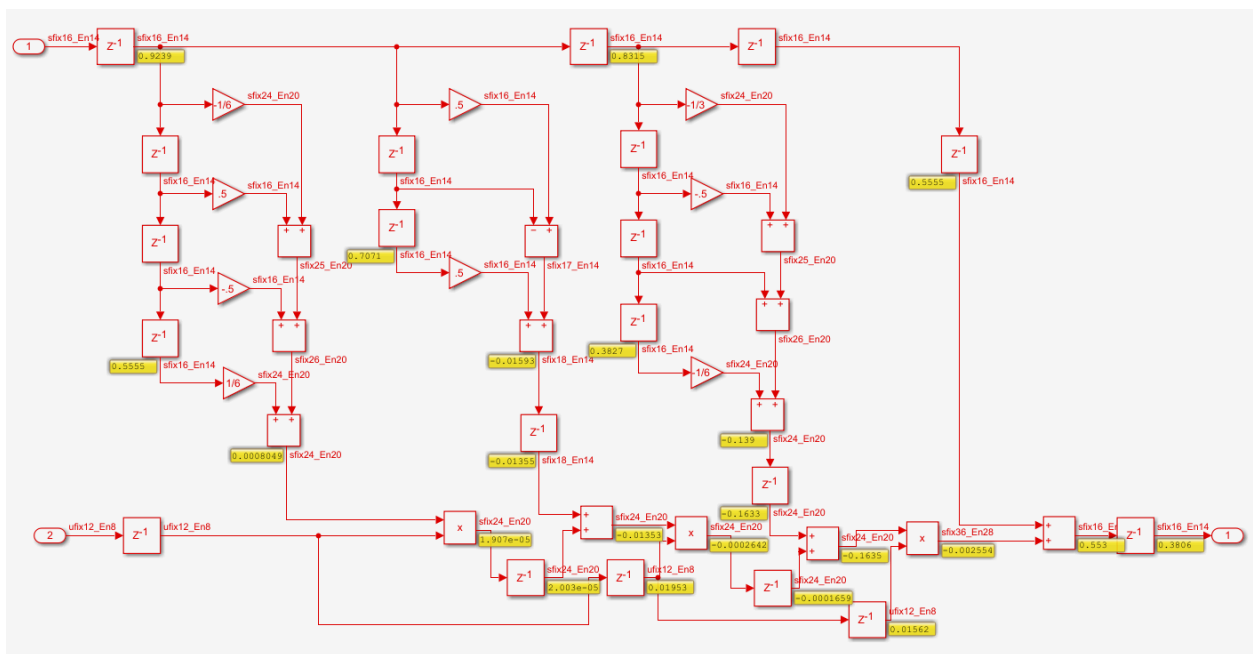 1 sfix16_En14 Z-1 sfix16_En14 0.9239 Z-1 sfix16_En14 0.8315 Z-1 sfix16_En14
-1/6 sfix24_En20 .5 sfix16_En14 -1/3 sfix24_En20
Z-1 Z-1 Z-1 Z-1
sfix16_En14 .5 sfix16_En14 sfix16_En14 sfix16_En14 -.5 sfix16_En14 0.5555 sfix16_En14
Z-1 + + Z-1 − + Z-1 + +
0.7071
sfix16_En14 -.5 sfix16_En14 sfix25_En20 sfix16_En14 .5 sfix16_En14 sfix17_En14 sfix16_En14 sfix25_En20
Z-1 + + + + Z-1 + +
0.5555 sfix16_En14 sfix26_En20 -0.01593 sfix18_En14 0.3827 sfix16_En14 sfix26_En20
1/6 sfix24_En20 -1/6 sfix24_En20
+ + Z-1 + +
0.0008049 sfix24_En20 -0.01355 sfix18_En14 -0.139 sfix24_En20
Z-1
-0.1633 sfix24_En20
2 ufix12_En8 Z-1 ufix12_En8 x sfix24_En20 1.907e-05 + + sfix24_En20 -0.01353 x sfix24_En20 -0.0002642 + + sfix24_En20 -0.1635 x sfix36_En28 -0.002554 + + sfix16_En 0.553 Z-1 sfix16_En14 0.3806 1
Z-1 sfix24_En20 2.003e-05 Z-1 ufix12_En8 0.01953 Z-1 sfix24_En20 -0.0001659
Z-1 ufix12_En8 0.01562